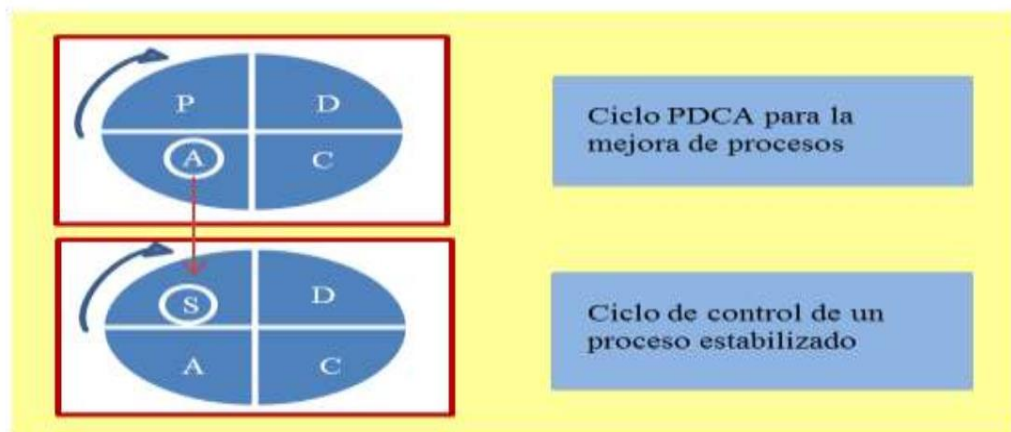 P D
A C
Ciclo PDCA para la
mejora de procesos
S D
A C
Ciclo de control de un
proceso estabilizado